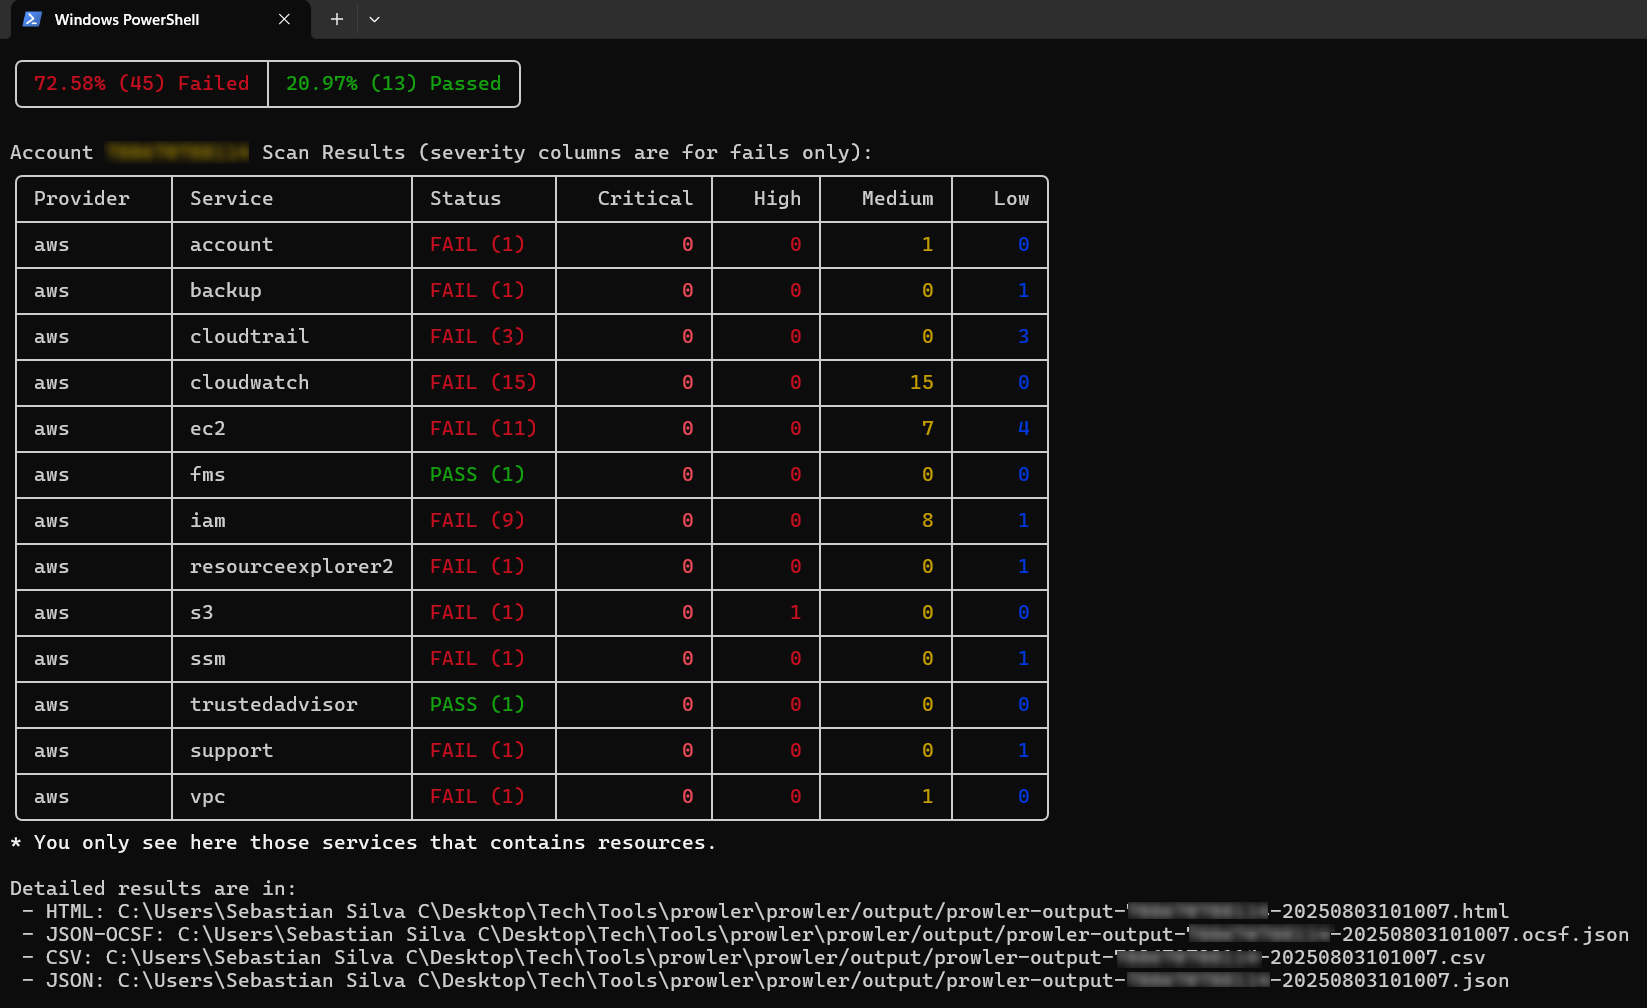 Windows PowerShell
72.58% (45) Failed 20.97% (13) Passed
Account Scan Results (severity columns are for fails only):
Provider Service Status Critical High Medium Low
aws account FAIL (1) 0 0 1 0
aws backup FAIL (1) 0 0 0 1
aws cloudtrail FAIL (3) 0 0 0 3
aws cloudwatch FAIL (15) 0 0 15 0
aws ec2 FAIL (11) 0 0 7 4
aws fms PASS (1) 0 0 0 0
aws iam FAIL (9) 0 0 8 1
aws resourceexplorer2 FAIL (1) 0 0 0 1
aws s3 FAIL (1) 0 1 0 0
aws ssm FAIL (1) 0 0 0 1
aws trustedadvisor PASS (1) 0 0 0 0
aws support FAIL (1) 0 0 0 1
aws vpc FAIL (1) 0 0 1 0
* You only see here those services that contains resources.
Detailed results are in:
- HTML: C:\Users\Sebastian Silva C\Desktop\Tech\Tools\prowler\prowler/output/prowler-output- -20250803101007.html
- JSON-OCSF: C:\Users\Sebastian Silva C\Desktop\Tech\Tools\prowler\prowler/output/prowler-output- -20250803101007.ocsf.json
- CSV: C:\Users\Sebastian Silva C\Desktop\Tech\Tools\prowler\prowler/output/prowler-output- -20250803101007.csv
- JSON: C:\Users\Sebastian Silva C\Desktop\Tech\Tools\prowler\prowler/output/prowler-output- -20250803101007.json